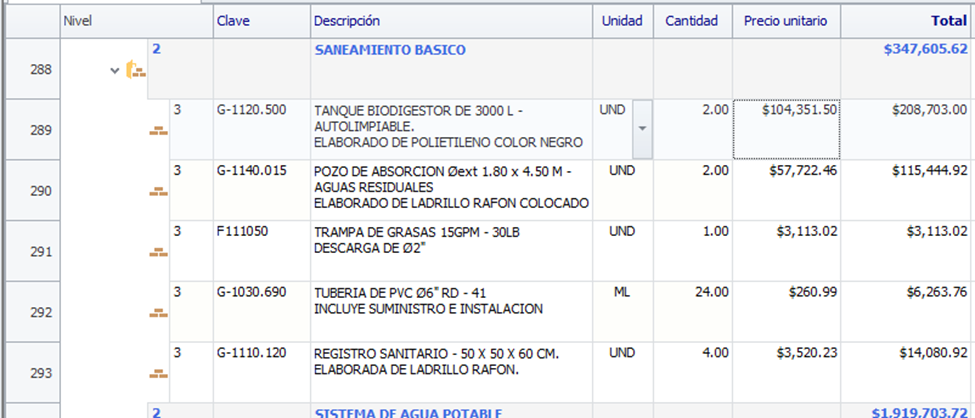 Nivel Clave Descripción Unidad Cantidad Precio unitario Total
288 2 SANEAMIENTO BASICO $347,605.62
289 3 G-1120.500 TANQUE BIODIGESTOR DE 3000 L - UND 2.00 $104,351.50 $208,703.00
AUTOLIMPIABLE.
ELABORADO DE POLIETILENO COLOR NEGRO
290 3 G-1140.015 POZO DE ABSORCION Øext 1.80 x 4.50 M - UND 2.00 $57,722.46 $115,444.92
AGUAS RESIDUALES
ELABORADO DE LADRILLO RAFON COLOCADO
291 3 F111050 TRAMPA DE GRASAS 15GPM - 30LB UND 1.00 $3,113.02 $3,113.02
DESCARGA DE Ø2"
292 3 G-1030.690 TUBERIA DE PVC Ø6" RD - 41 ML 24.00 $260.99 $6,263.76
INCLUYE SUMINISTRO E INSTALACION
293 3 G-1110.120 REGISTRO SANITARIO - 50 X 50 X 60 CM. UND 4.00 $3,520.23 $14,080.92
ELABORADA DE LADRILLO RAFON.
2 SISTEMA DE AGUA POTABLE $1,919,703.72